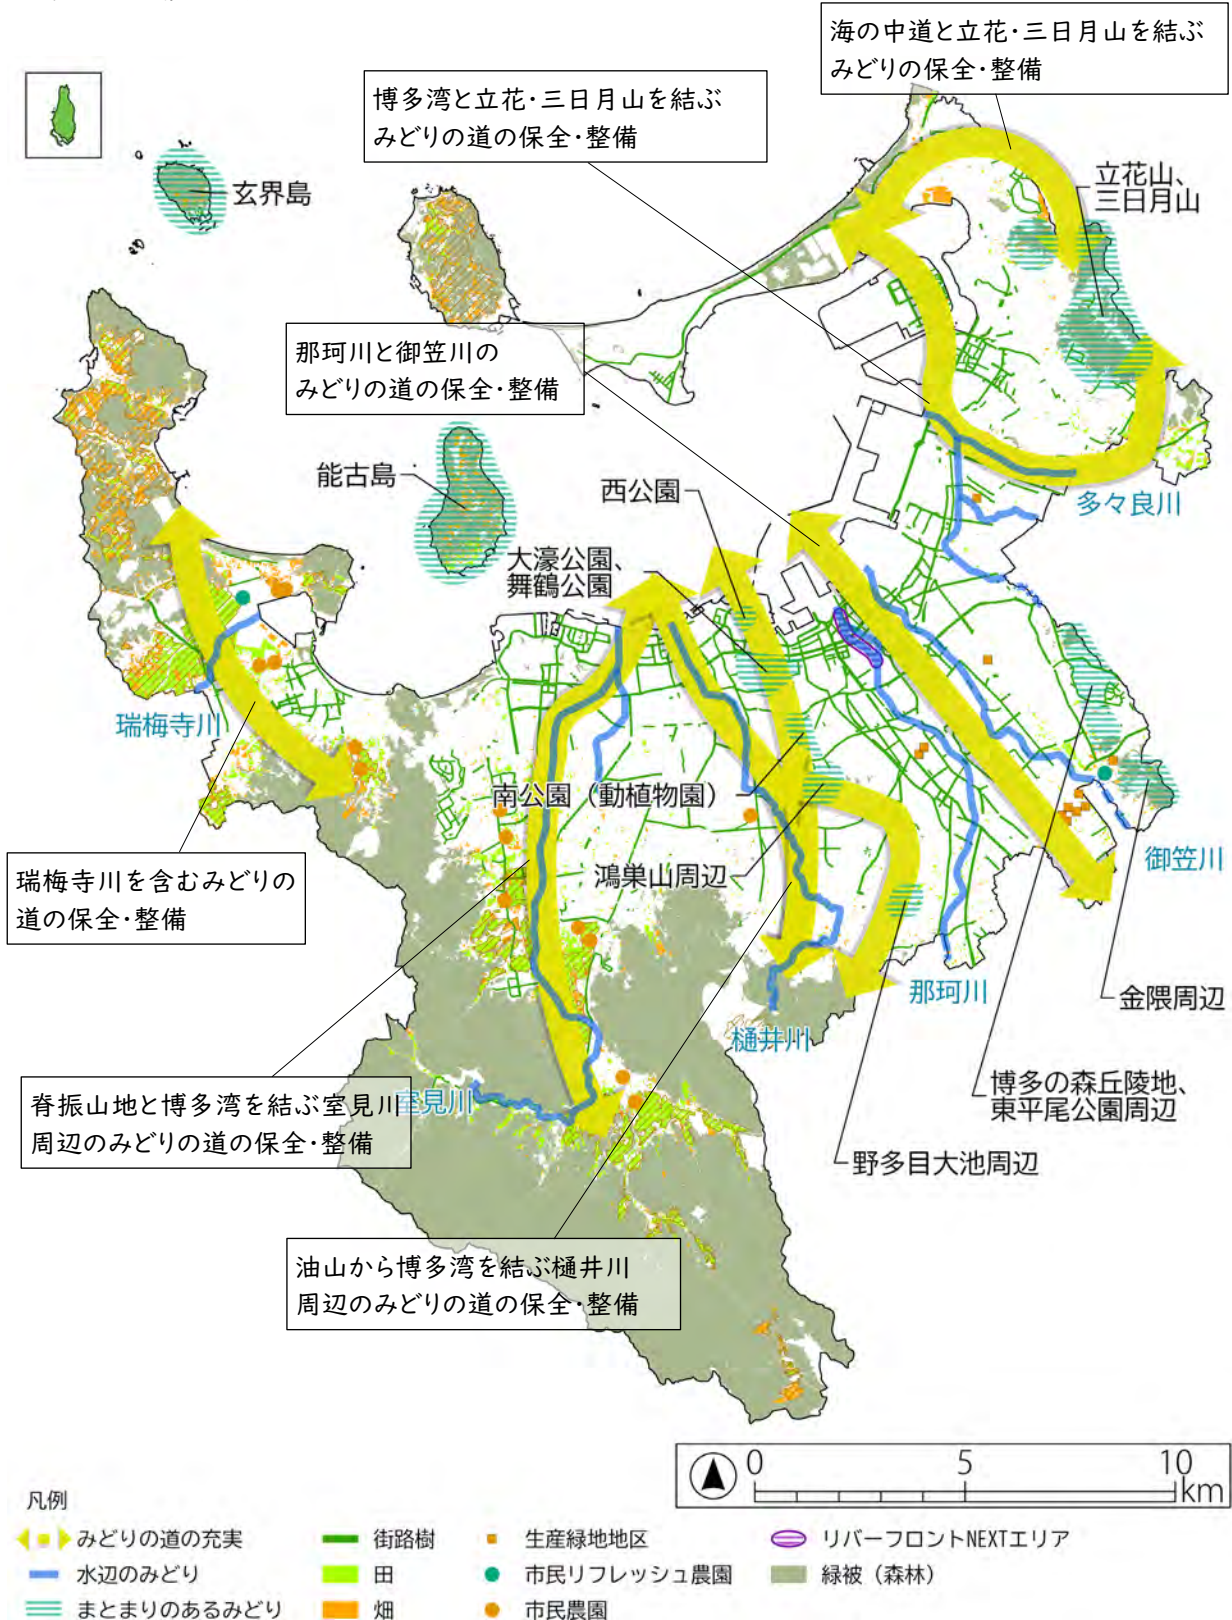 海の中道と立花・三日月山を結ぶ
みどりの保全・整備
博多湾と立花・三日月山を結ぶ
みどりの道の保全・整備
玄界島
立花山、
三日月山
那珂川と御笠川の
みどりの道の保全・整備
能古島
西公園
多々良川
大濠公園、
舞鶴公園
瑞梅寺川
南公園（動植物園）
御笠川
瑞梅寺川を含むみどりの
道の保全・整備
鴻巣山周辺
那珂川
金隈周辺
樋井川
脊振山地と博多湾を結ぶ室見川
周辺のみどりの道の保全・整備
室見川
博多の森丘陵地、
東平尾公園周辺
野多目大池周辺
油山から博多湾を結ぶ樋井川
周辺のみどりの道の保全・整備
0 5 10
km
凡例
みどりの道の充実
水辺のみどり
まとまりのあるみどり
街路樹
田
畑
生産緑地地区
市民リフレッシュ農園
市民農園
リバーフロントNEXTエリア
緑被（森林）